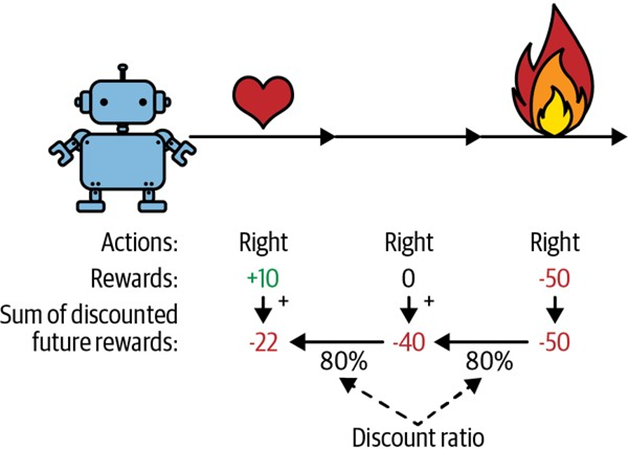 Actions: Right Right Right
Rewards: +10 0 -50
+ +
Sum of discounted
future rewards: -22 -40 -50
80% 80%
Discount ratio